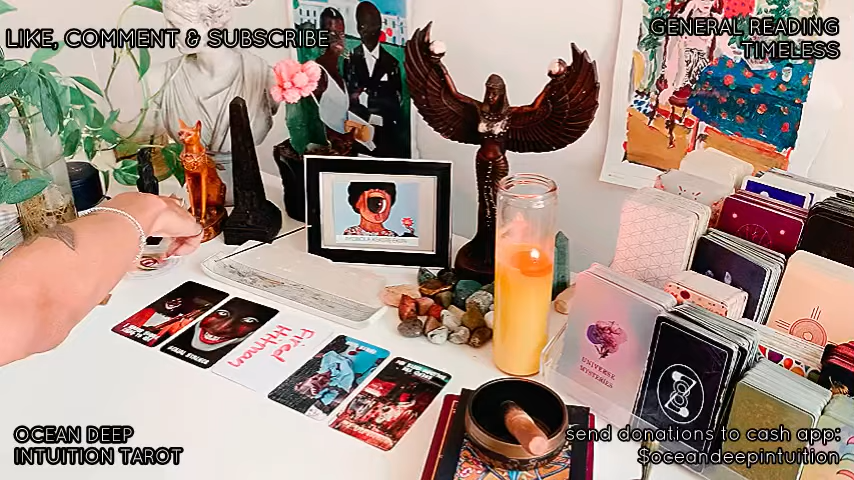 LIKE, COMMENT & SUBSCRIBE
GENERAL READING
TIMELESS
Fired
Hitman
UNIVERSE
MYSTERIES
OCEAN DEEP
INTUITION TAROT
send donations to cash app:
$oceandeepintuition